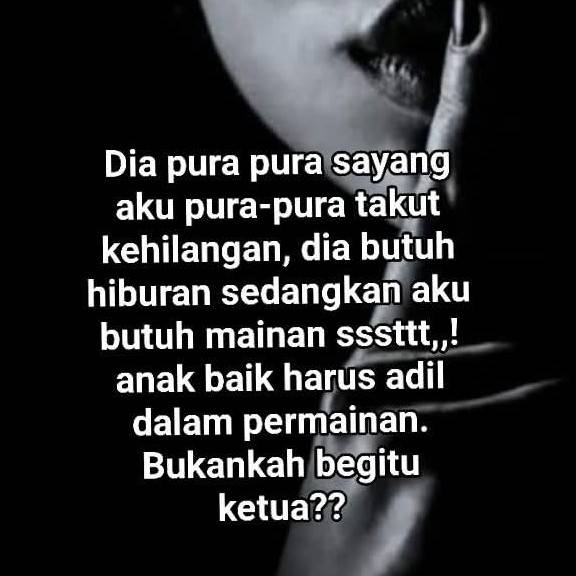 Dia pura pura sayang
aku pura-pura takut
kehilangan, dia butuh
hiburan sedangkan aku
butuh mainan sssttt,,!
anak baik harus adil
dalam permainan.
Bukankah begitu
ketua??